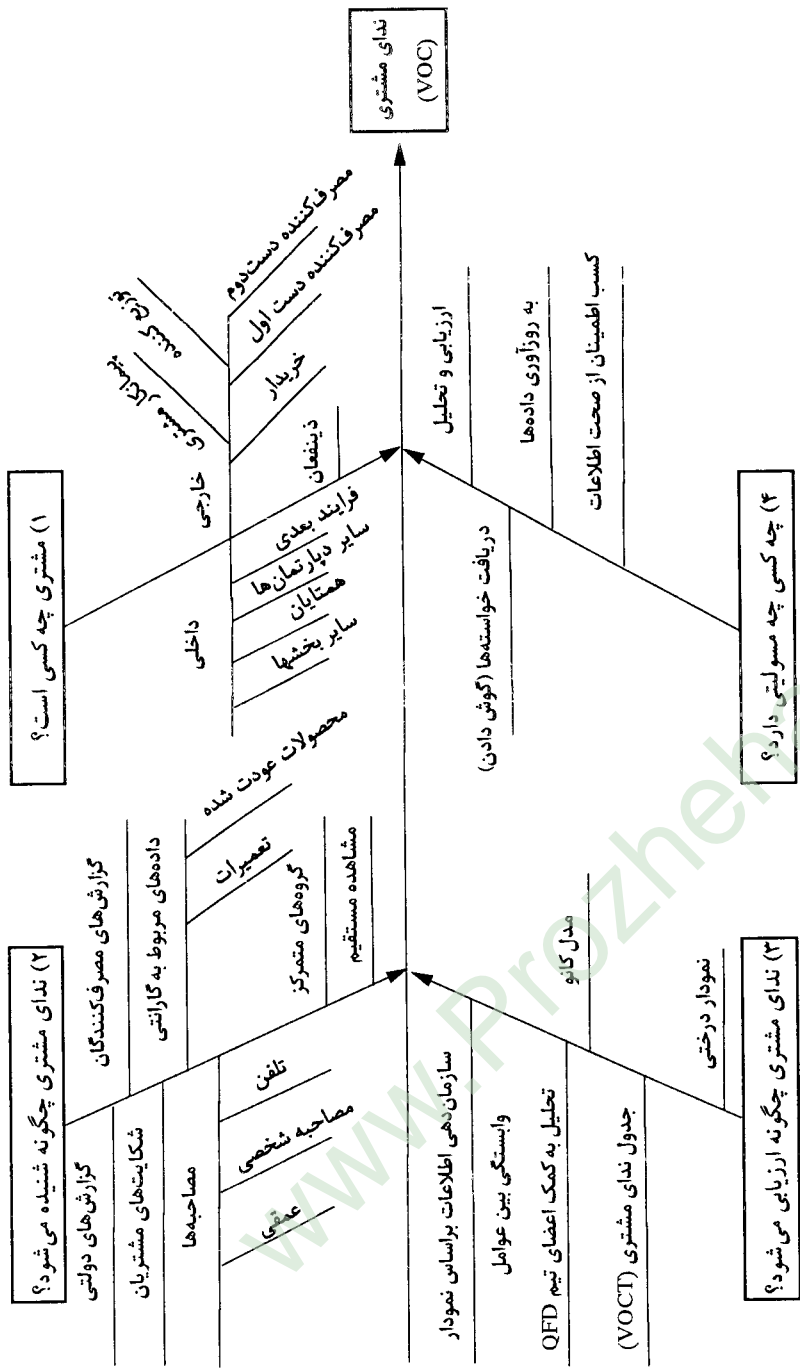 ندای مشتری
(VOC)
۱) مشتری چه کسی است؟
خارجی
پیمانکار مشتری
توزیع کننده
مصرف‌کننده دست‌دوم
مصرف‌کننده دست اول
خریدار
ذینفعان
داخلی
فرایند بعدی
سایر دپارتمان‌ها
همتایان
سایر بخشها
۲) ندای مشتری چگونه شنیده می‌شود؟
گزارش‌های دولتی
شکایت‌های مشتریان
مصاحبه‌ها
تلفن
مصاحبه شخصی
عمقی
گزارش‌های مصرف‌کنندگان
داده‌های مربوط به گارانتی
محصولات عودت شده
تعمیرات
گروه‌های متمرکز
مشاهده مستقیم
۳) ندای مشتری چگونه ارزیابی می‌شود؟
سازمان‌دهی اطلاعات براساس نمودار
وابستگی بین عوامل
تحلیل به کمک اعضای تیم QFD
جدول ندای مشتری (VOCT)
مدل کانو
نمودار درختی
۴) چه کسی چه مسولیتی دارد؟
دریافت خواسته‌ها (گوش دادن)
ارزیابی و تحلیل
به روزآوری داده‌ها
کسب اطمینان از صحت اطلاعات
www.Prozhe